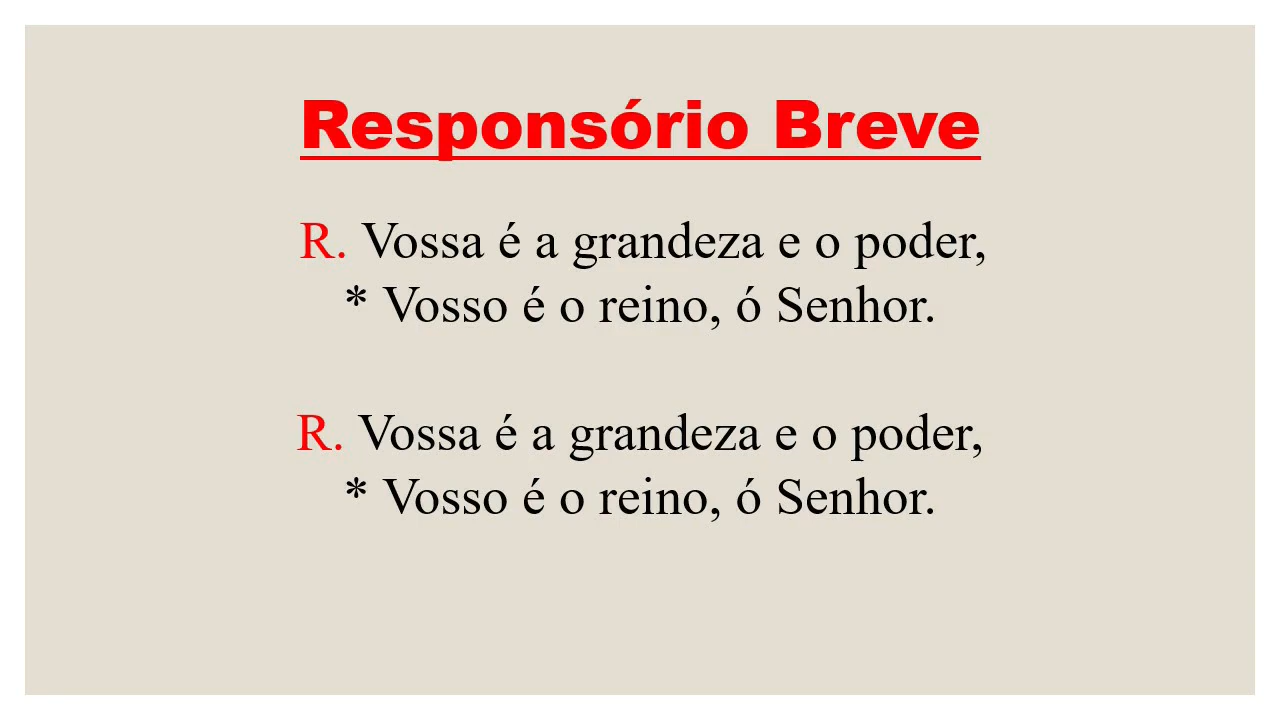 Responsório Breve
R. Vossa é a grandeza e o poder,
* Vosso é o reino, ó Senhor.
R. Vossa é a grandeza e o poder,
* Vosso é o reino, ó Senhor.